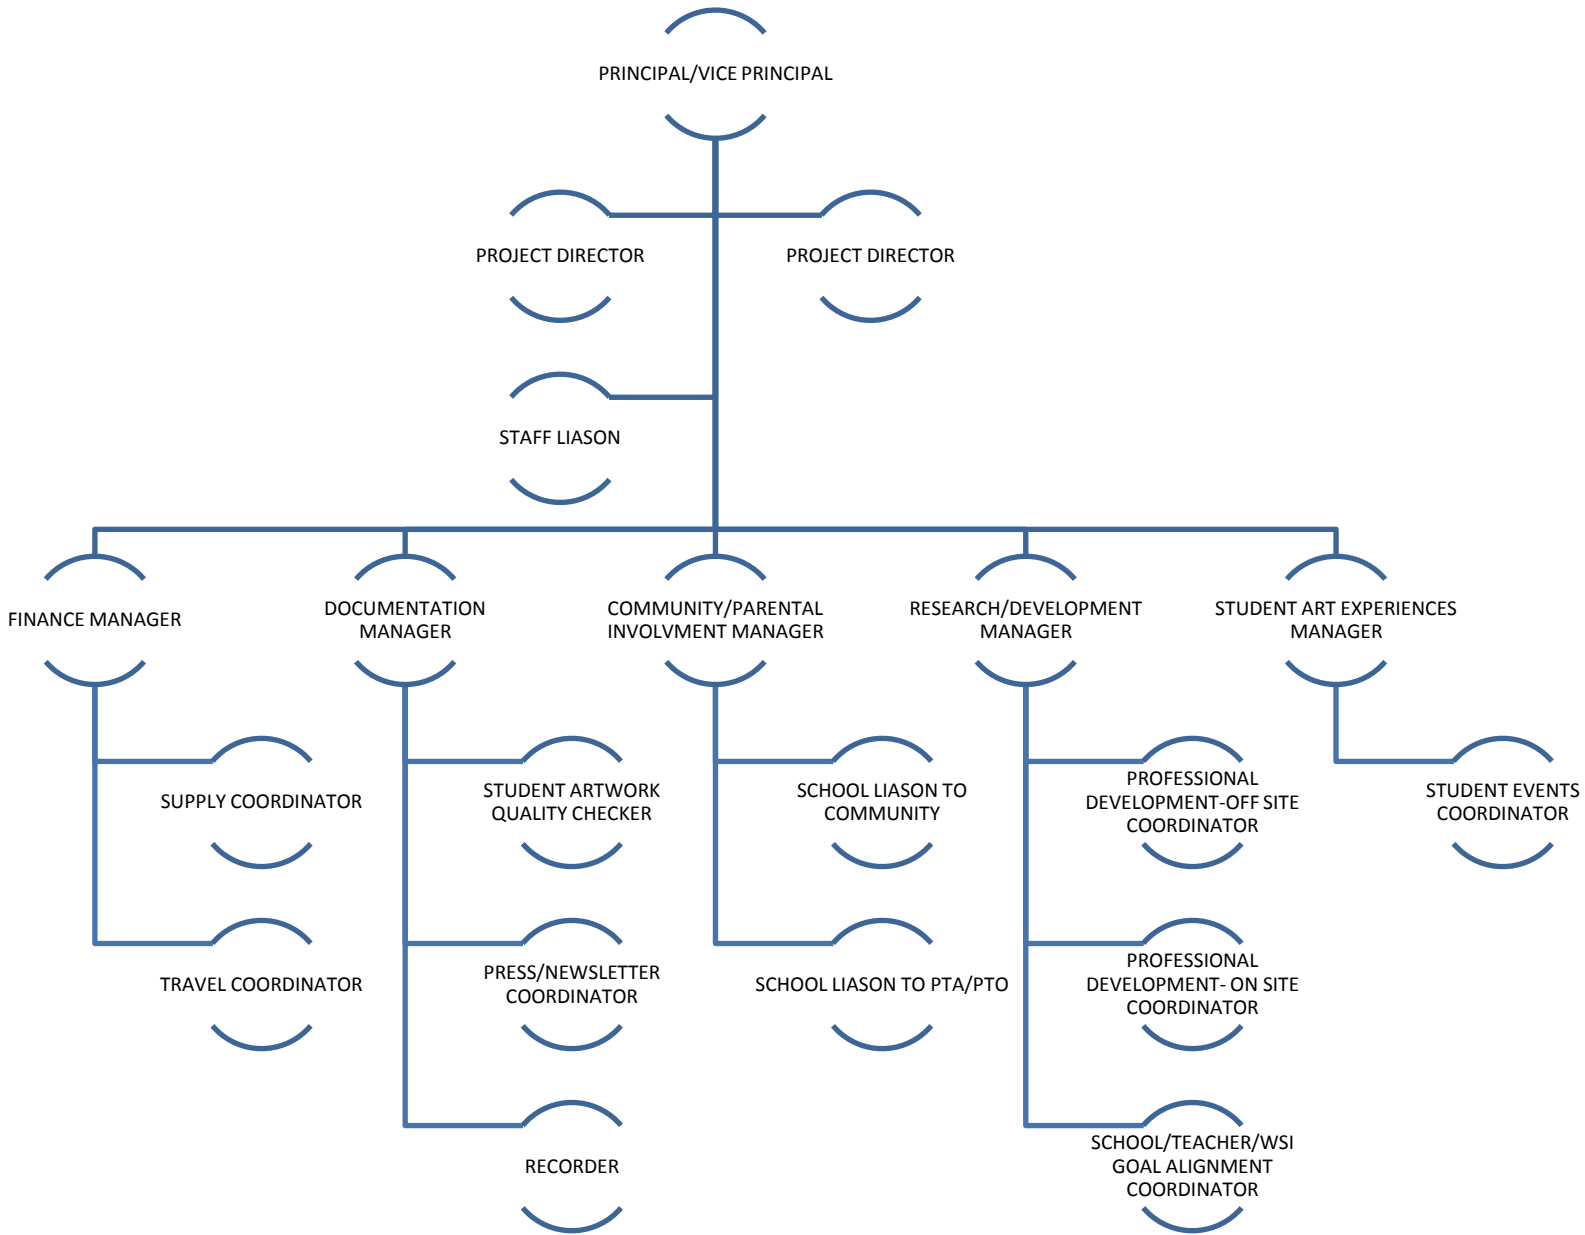 PRINCIPAL/VICE PRINCIPAL
PROJECT DIRECTOR
PROJECT DIRECTOR
STAFF LIASON
FINANCE MANAGER
DOCUMENTATION
MANAGER
COMMUNITY/PARENTAL
INVOLVMENT MANAGER
RESEARCH/DEVELOPMENT
MANAGER
STUDENT ART EXPERIENCES
MANAGER
SUPPLY COORDINATOR
STUDENT ARTWORK
QUALITY CHECKER
SCHOOL LIASON TO
COMMUNITY
PROFESSIONAL
DEVELOPMENT-OFF SITE
COORDINATOR
STUDENT EVENTS
COORDINATOR
TRAVEL COORDINATOR
PRESS/NEWSLETTER
COORDINATOR
SCHOOL LIASON TO PTA/PTO
PROFESSIONAL
DEVELOPMENT- ON SITE
COORDINATOR
RECORDER
SCHOOL/TEACHER/WSI
GOAL ALIGNMENT
COORDINATOR